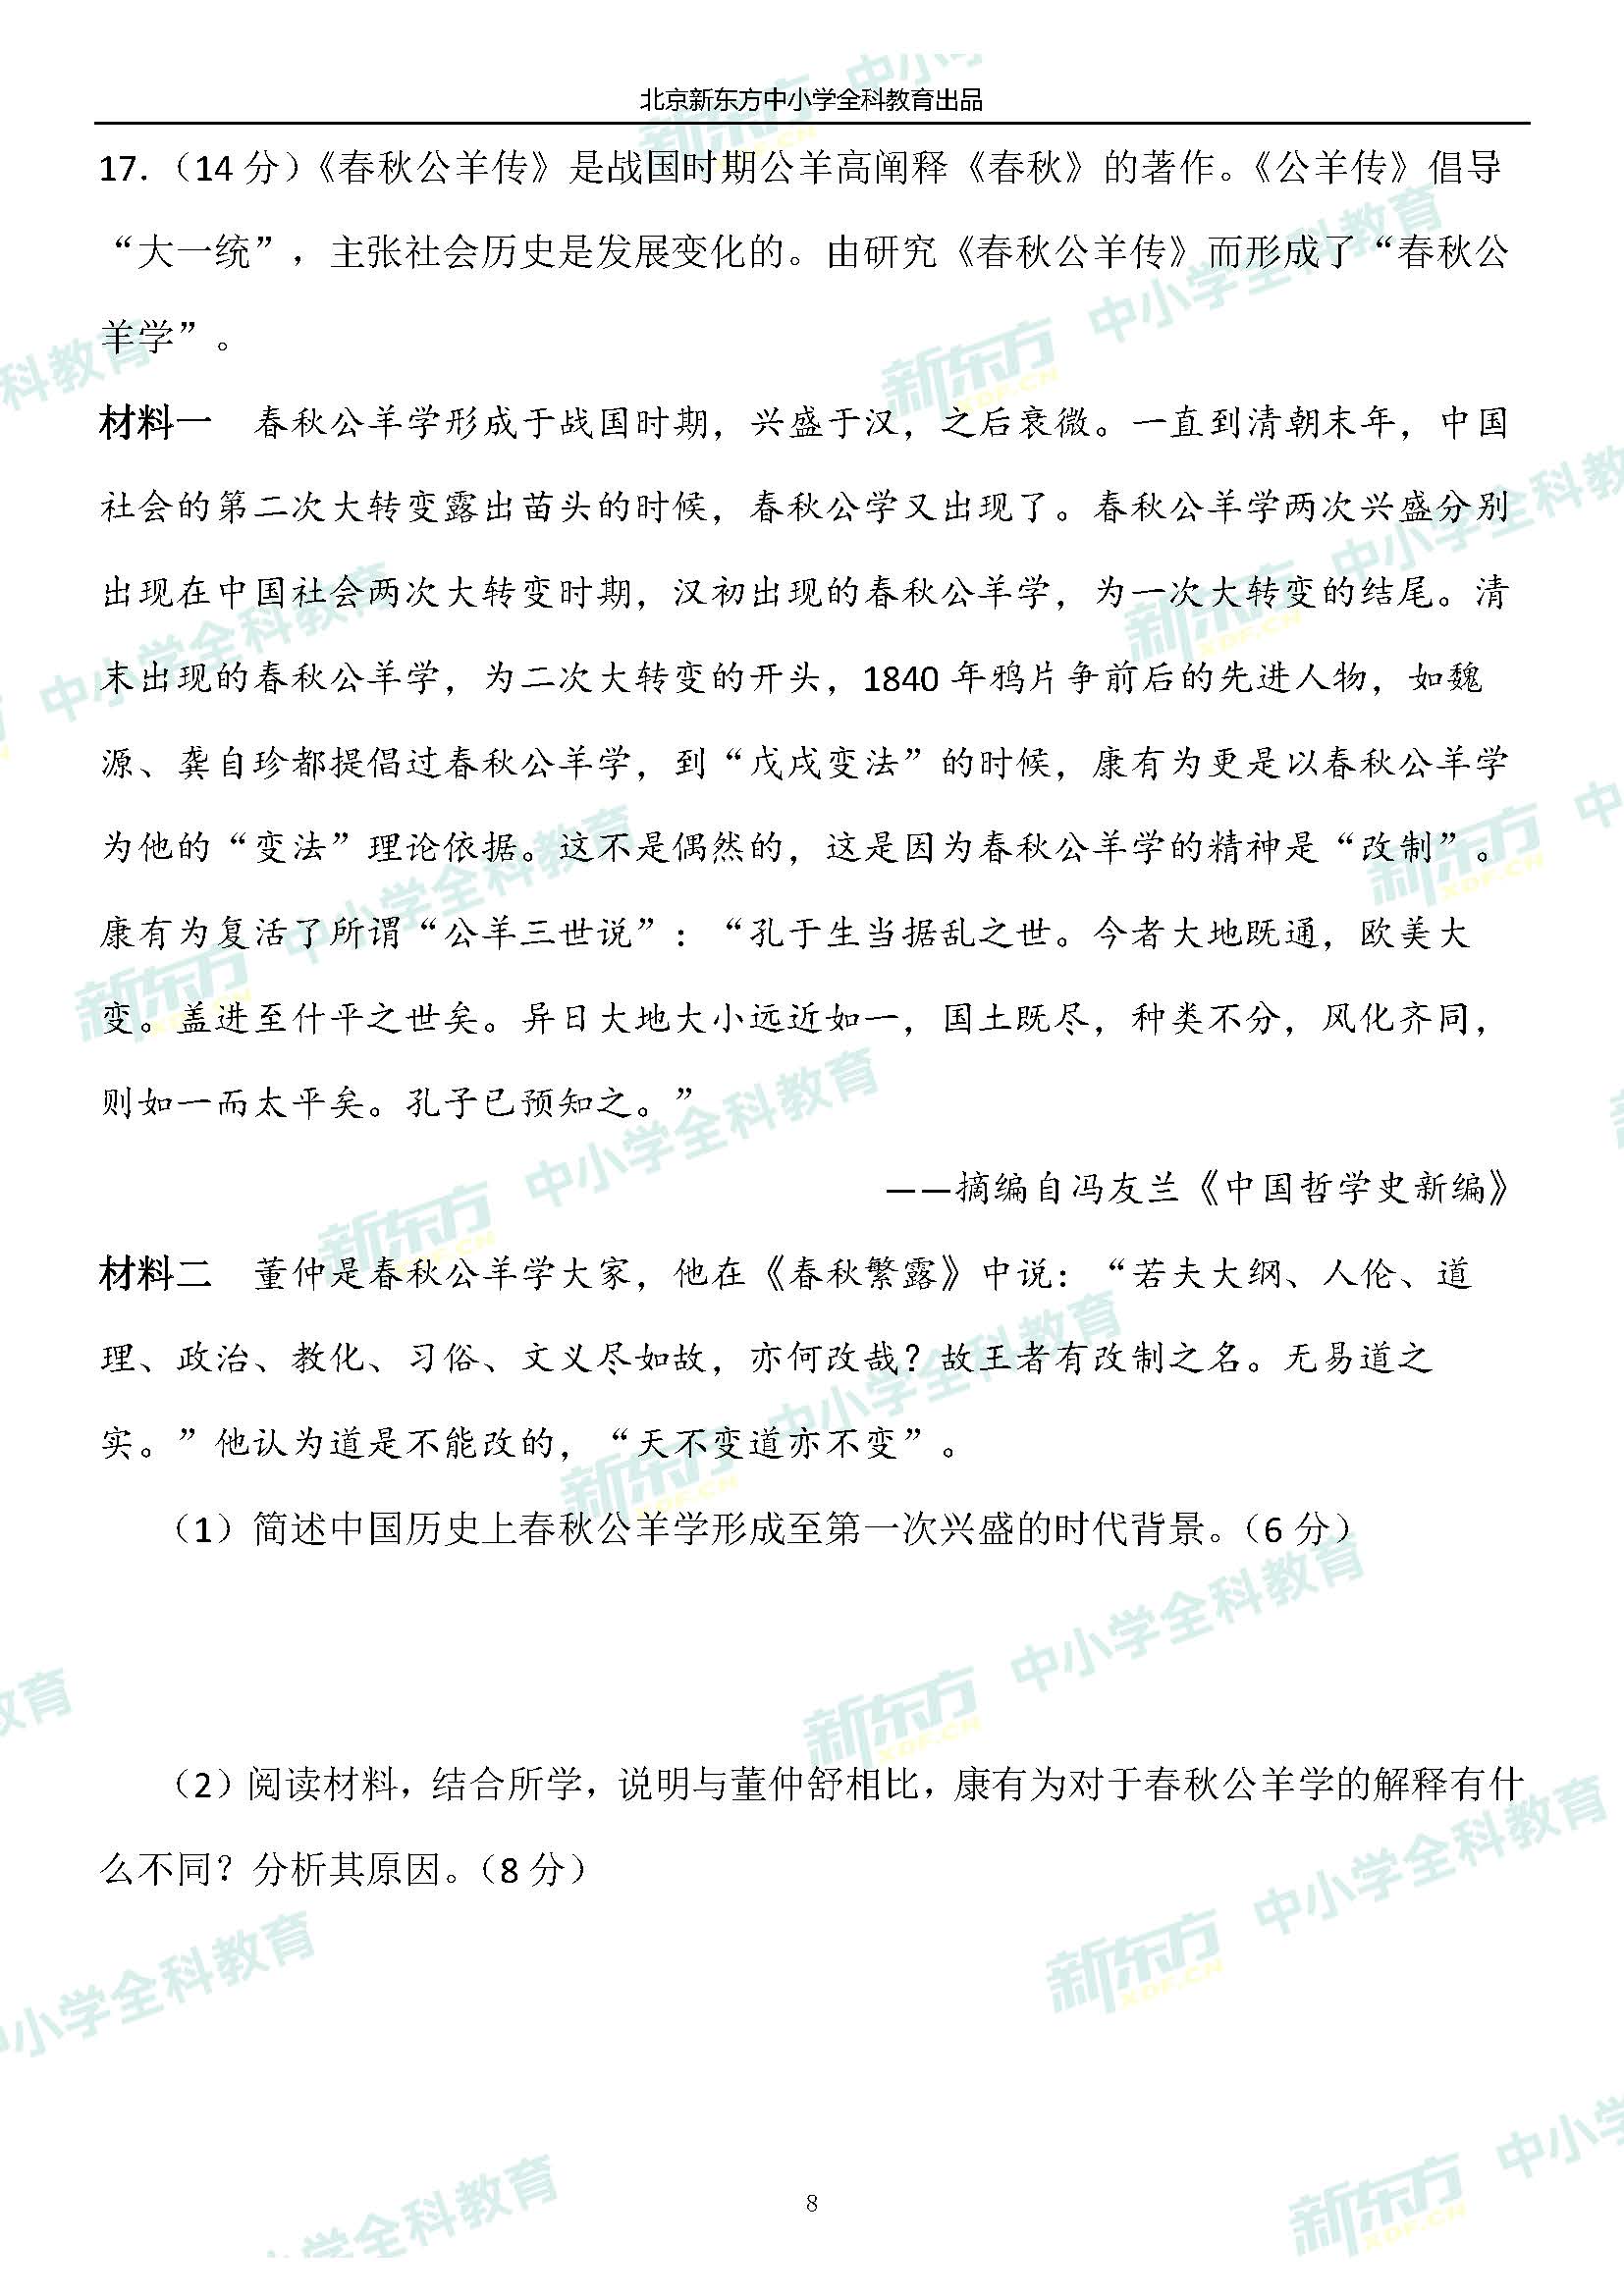 北京新东方中小学全科教育出品
17.（14 分）《春秋公羊传》是战国时期公羊高阐释《春秋》的著作。《公羊传》倡导
“大一统”，主张社会历史是发展变化的。由研究《春秋公羊传》而形成了“春秋公
羊学”。
材料一 春秋公羊学形成于战国时期，兴盛于汉，之后衰微。一直到清朝末年，中国
社会的第二次大转变露出苗头的时候，春秋公学又出现了。春秋公羊学两次兴盛分别
出现在中国社会两次大转变时期，汉初出现的春秋公羊学，为一次大转变的结尾。清
末出现的春秋公羊学，为二次大转变的开头，1840 年鸦片争前后的先进人物，如魏
源、龚自珍都提倡过春秋公羊学，到“戊戌变法”的时候，康有为更是以春秋公羊学
为他的“变法”理论依据。这不是偶然的，这是因为春秋公羊学的精神是“改制”。
康有为复活了所谓“公羊三世说”：“孔于生当据乱之世。今者大地既通，欧美大
变。盖进至什平之世矣。异日大地大小远近如一，国土既尽，种类不分，风化齐同，
则如一而太平矣。孔子已预知之。”
——摘编自冯友兰《中国哲学史新编》
材料二 董仲是春秋公羊学大家，他在《春秋繁露》中说：“若夫大纲、人伦、道
理、政治、教化、习俗、文义尽如故，亦何改哉？故王者有改制之名。无易道之
实。”他认为道是不能改的，“天不变道亦不变”。
（1）简述中国历史上春秋公羊学形成至第一次兴盛的时代背景。（6 分）
（2）阅读材料，结合所学，说明与董仲舒相比，康有为对于春秋公羊学的解释有什
么不同？分析其原因。（8 分）
8
新东方 XDF.CN 中小学全科教育